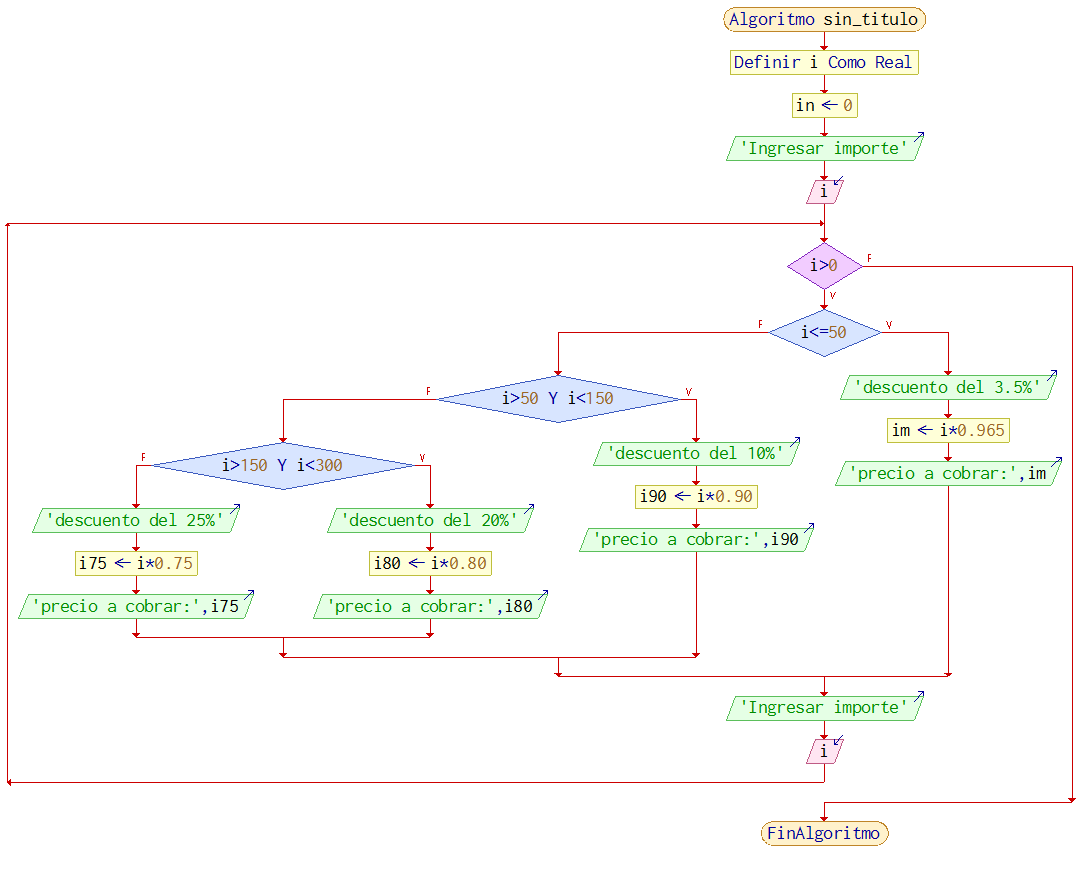 Algoritmo sin_titulo
Definir i Como Real
in ← 0
'Ingresar importe'
i
i>0
F
V
i<=50
F
V
i>50 Y i<150
F
V
'descuento del 3.5%'
im ← i*0.965
'precio a cobrar:',im
i>150 Y i<300
F
V
'descuento del 10%'
i90 ← i*0.90
'precio a cobrar:',i90
'descuento del 25%'
i75 ← i*0.75
'precio a cobrar:',i75
'descuento del 20%'
i80 ← i*0.80
'precio a cobrar:',i80
'Ingresar importe'
i
FinAlgoritmo